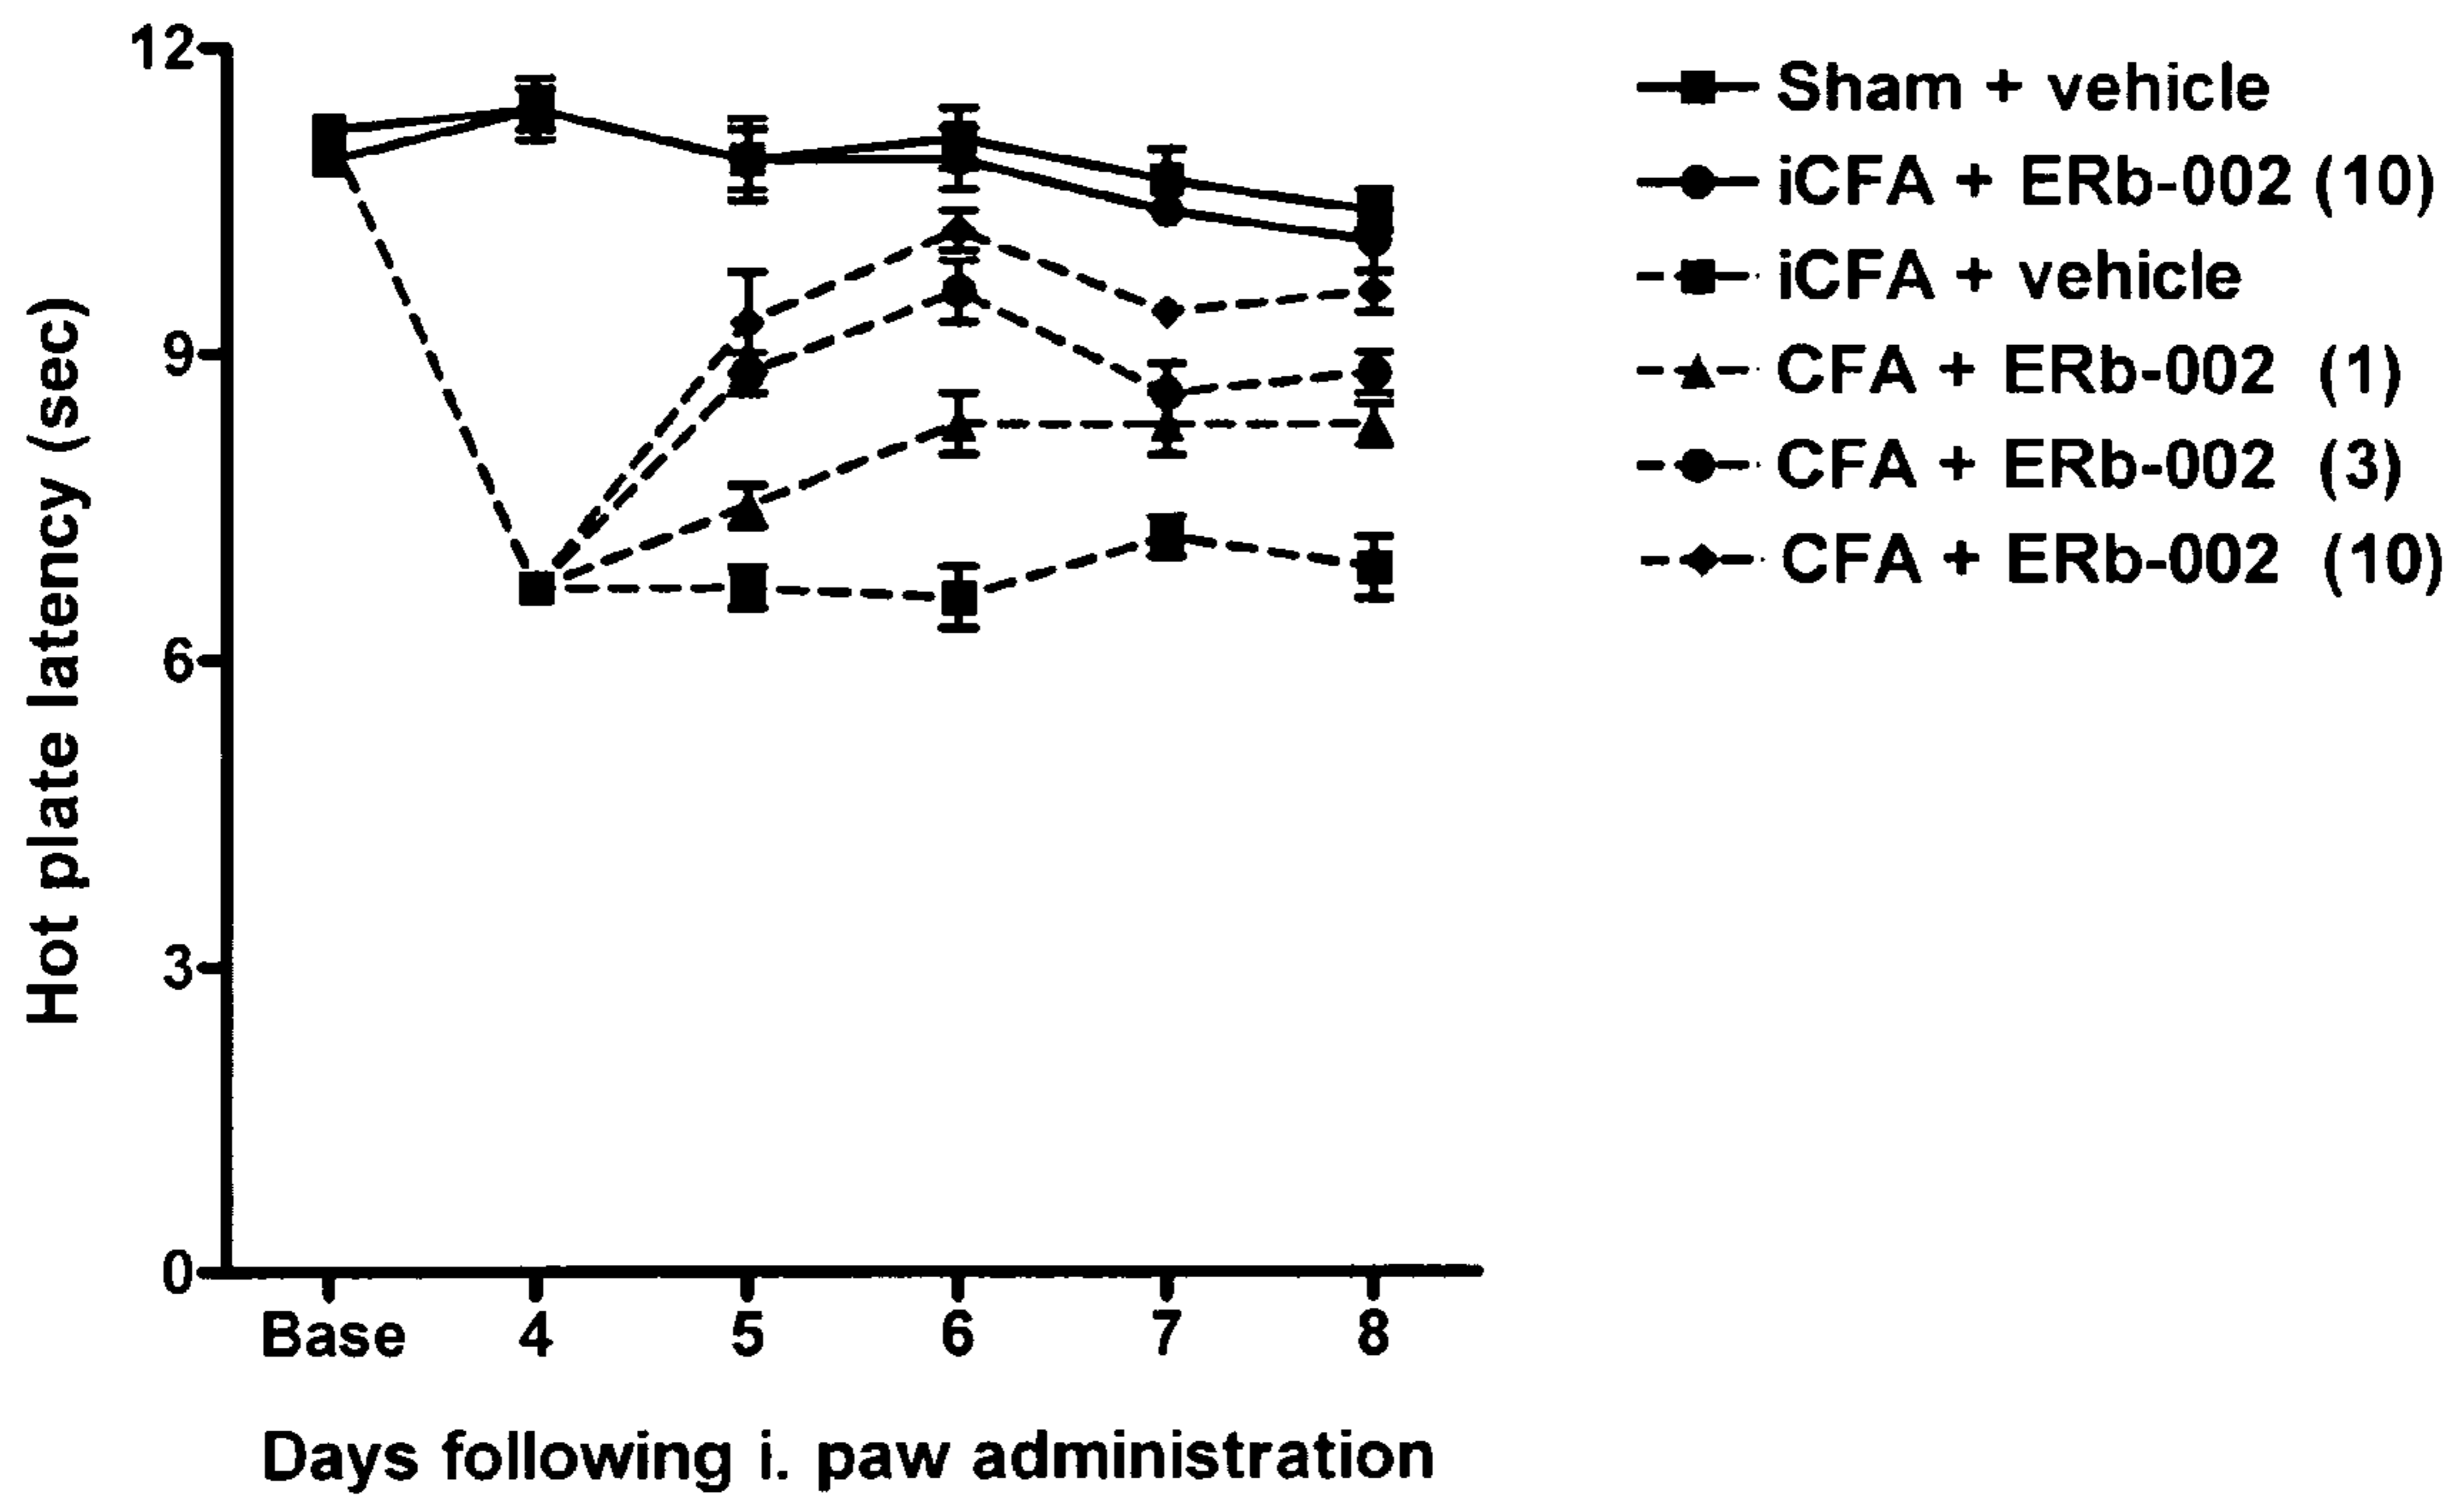 12
9
6
3
0
Hot plate latency (sec)
Base 4 5 6 7 8
Days following i. paw administration
Sham + vehicle
iCFA + ERb-002 (10)
iCFA + vehicle
CFA + ERb-002 (1)
CFA + ERb-002 (3)
CFA + ERb-002 (10)